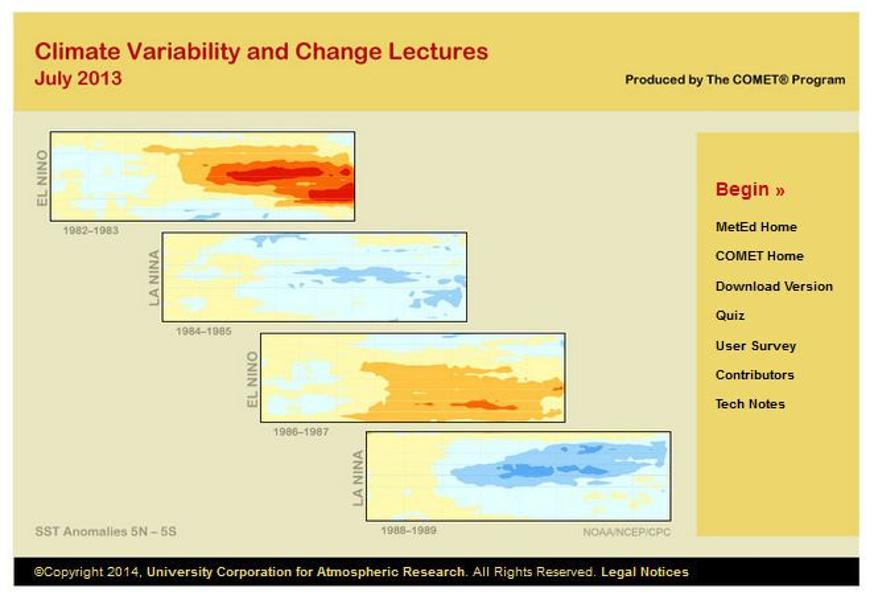 Climate Variability and Change Lectures
July 2013
Produced by The COMET® Program
EL NINO
1982–1983
LA NINA
1984–1985
EL NINO
1986–1987
LA NINA
1988–1989
SST Anomalies 5N – 5S
NOAA/NCEP/CPC
Begin »
MetEd Home
COMET Home
Download Version
Quiz
User Survey
Contributors
Tech Notes
©Copyright 2014, University Corporation for Atmospheric Research. All Rights Reserved. Legal Notices